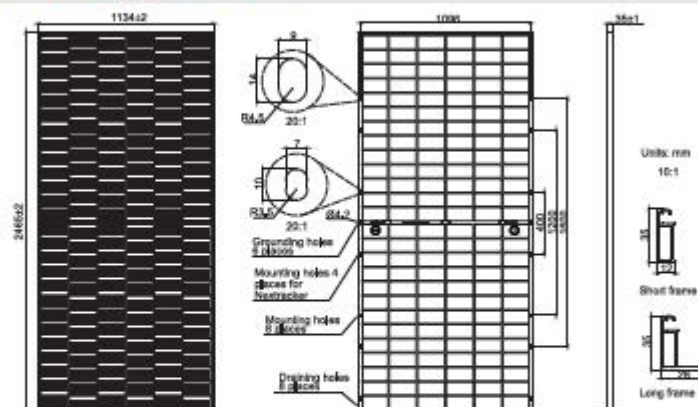 1134±2
1096
35±1
9
14
R4.5
20:1
7
10
R3.5
20:1
Ø4.2
2465±2
400
1200
Units: mm
10:1
35
12
Short frame
35
Long frame
Grounding holes
Mounting holes 4
places for
Nextracker
Mounting holes
8 places
Draining holes
8 places